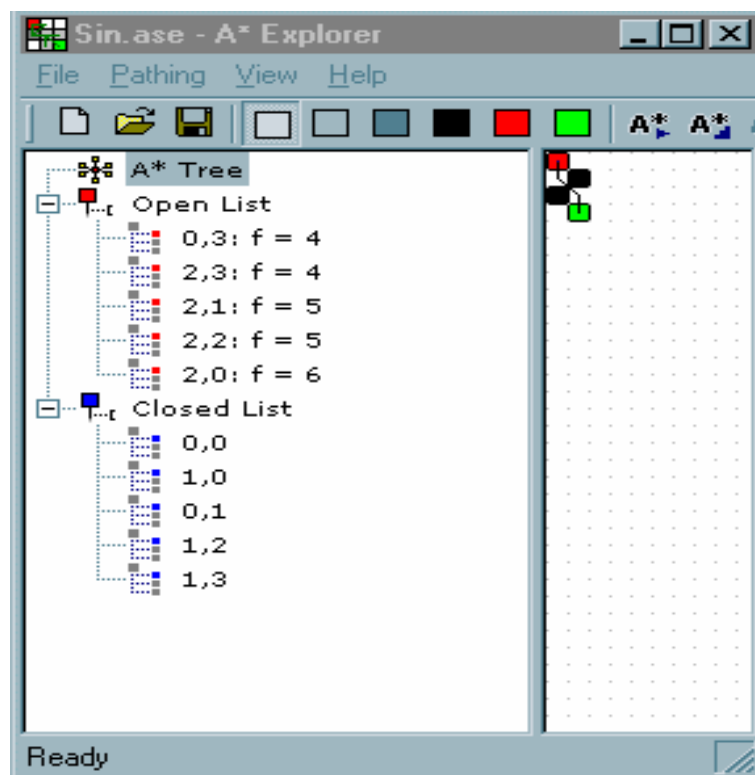 Sin.ase - A* Explorer
File Pathing View Help
A* A*
A* Tree
Open List
0,3: f = 4
2,3: f = 4
2,1: f = 5
2,2: f = 5
2,0: f = 6
Closed List
0,0
1,0
0,1
1,2
1,3
Ready